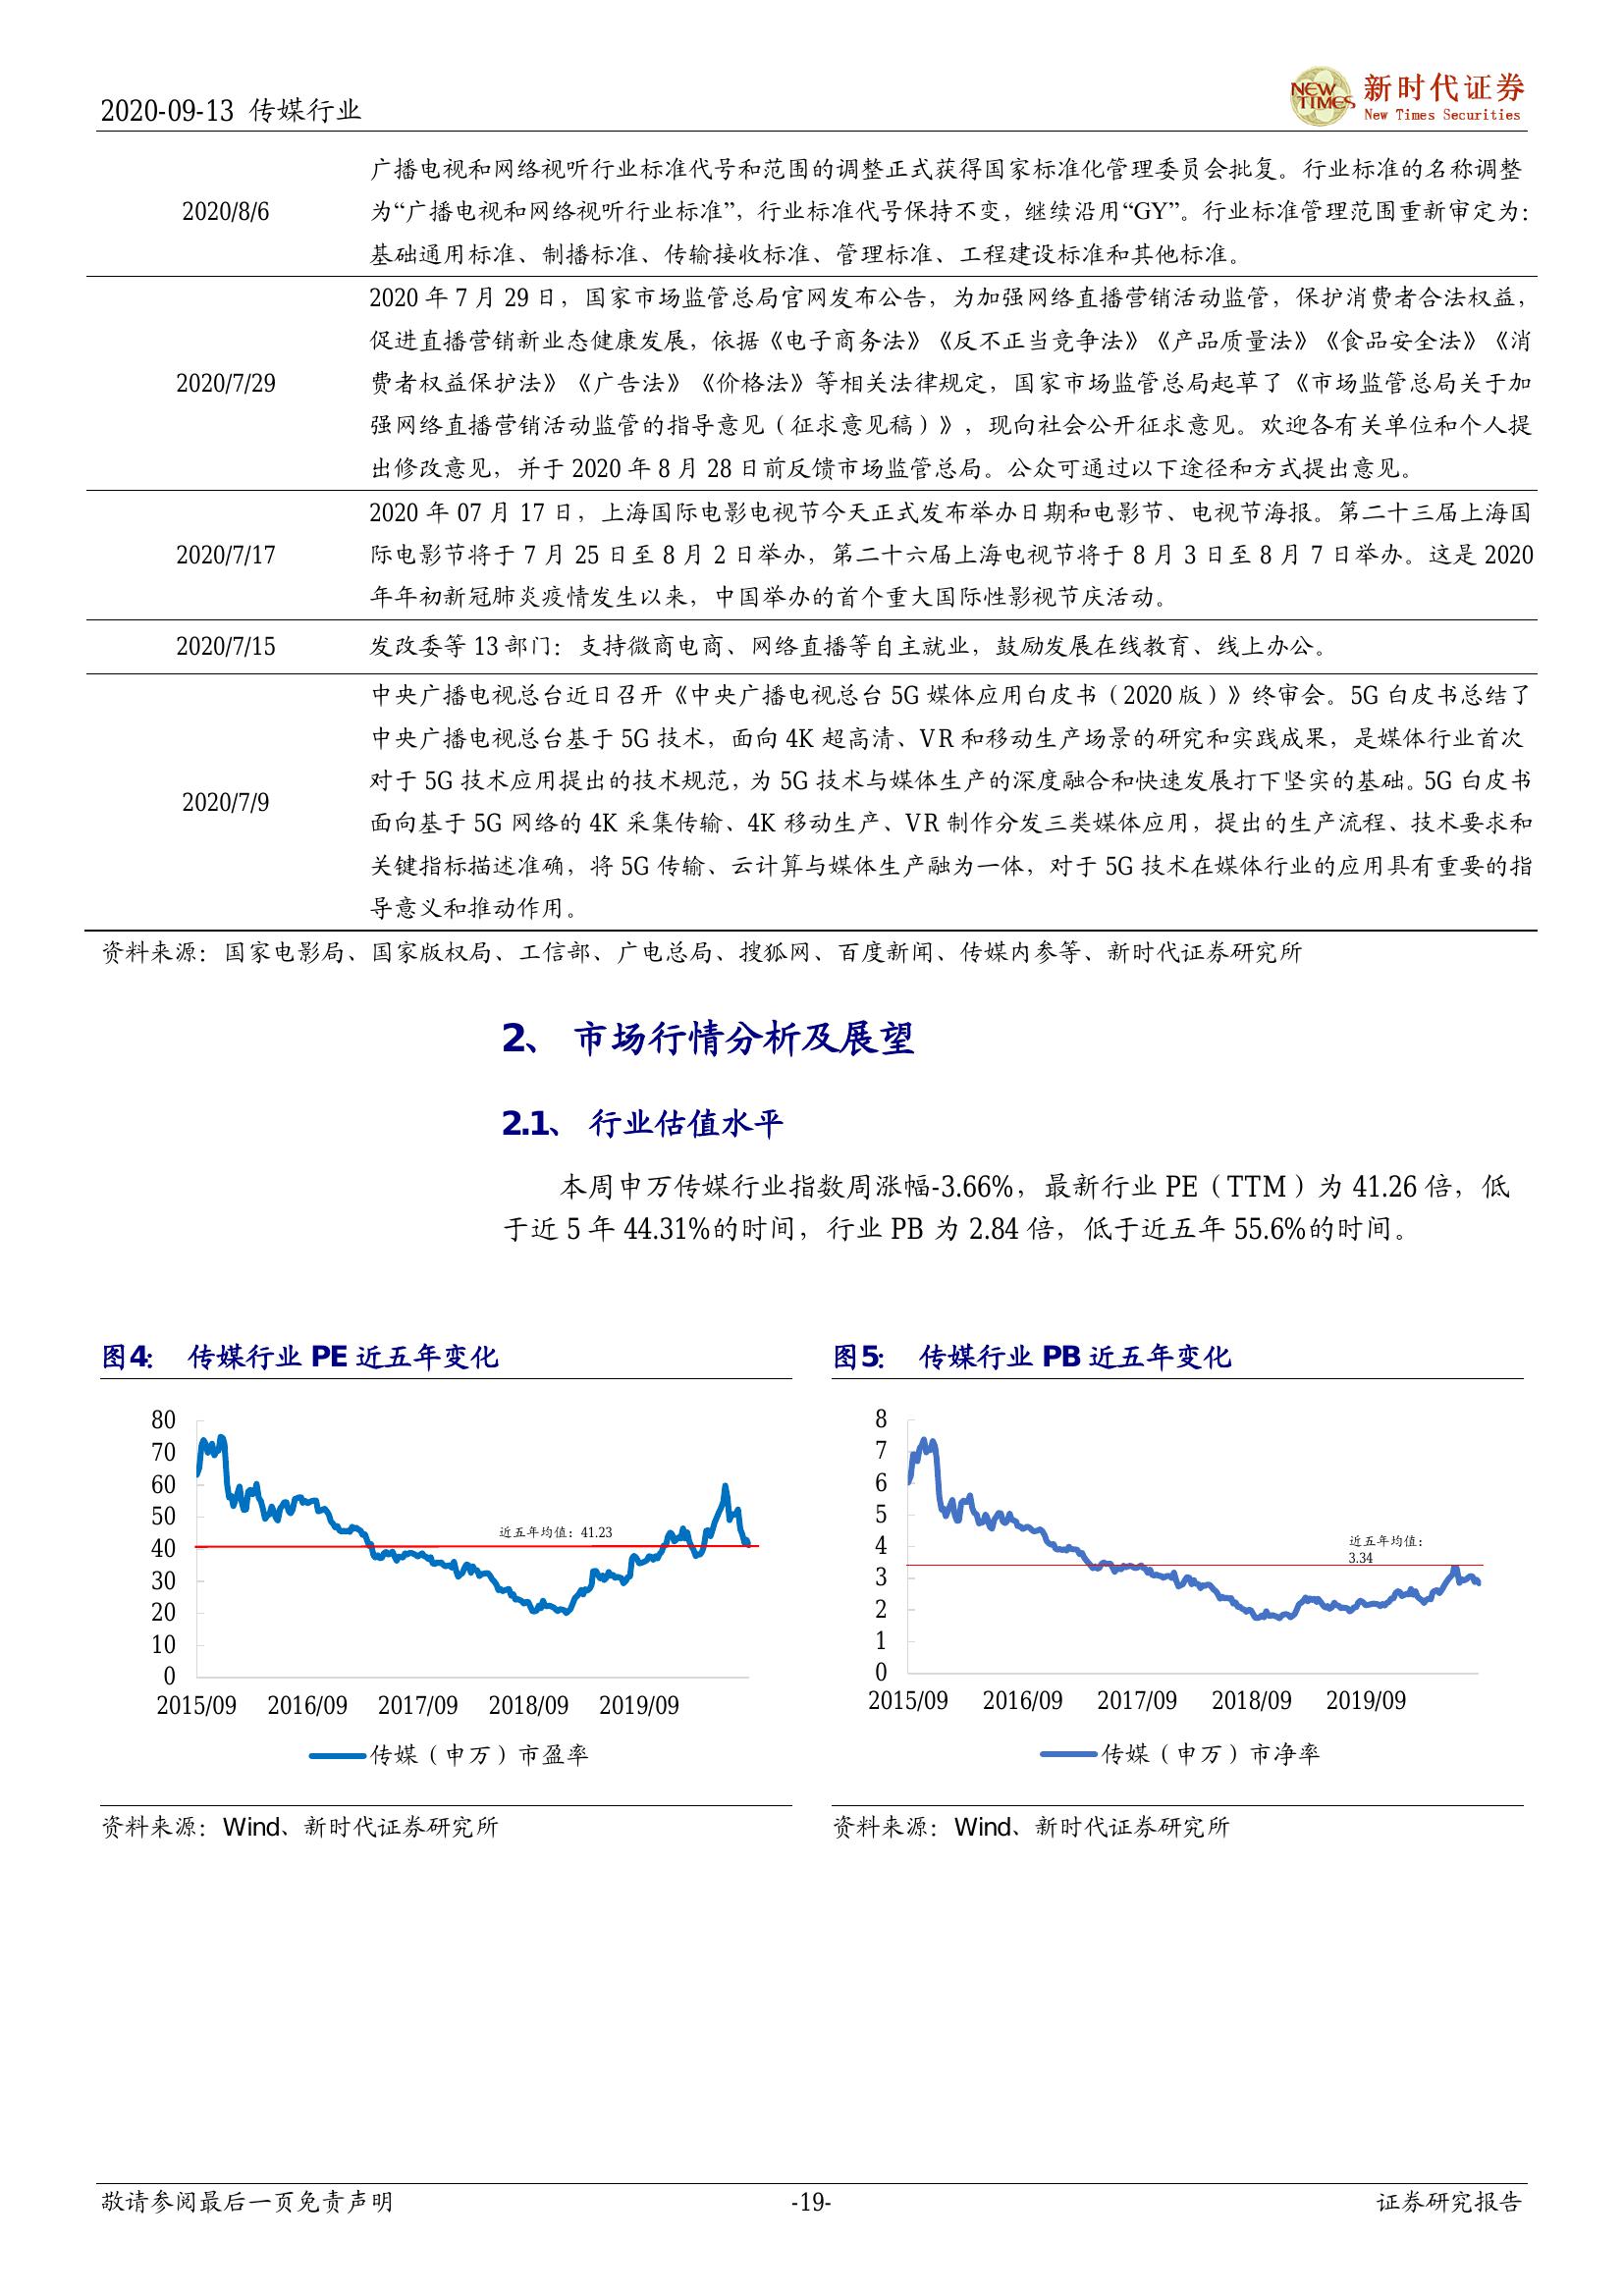 2020-09-13 传媒行业
NEW TIMES
新时代证券
New Times Securities
2020/8/6
广播电视和网络视听行业标准代号和范围的调整正式获得国家标准化管理委员会批复。行业标准的名称调整
为“广播电视和网络视听行业标准”，行业标准代号保持不变，继续沿用“GY”。行业标准管理范围重新审定为：
基础通用标准、制播标准、传输接收标准、管理标准、工程建设标准和其他标准。
2020/7/29
2020 年 7 月 29 日，国家市场监管总局官网发布公告，为加强网络直播营销活动监管，保护消费者合法权益，
促进直播营销新业态健康发展，依据《电子商务法》《反不正当竞争法》《产品质量法》《食品安全法》《消
费者权益保护法》《广告法》《价格法》等相关法律规定，国家市场监管总局起草了《市场监管总局关于加
强网络直播营销活动监管的指导意见（征求意见稿）》，现向社会公开征求意见。欢迎各有关单位和个人提
出修改意见，并于 2020 年 8 月 28 日前反馈市场监管总局。公众可通过以下途径和方式提出意见。
2020/7/17
2020 年 07 月 17 日，上海国际电影电视节今天正式发布举办日期和电影节、电视节海报。第二十三届上海国
际电影节将于 7 月 25 日至 8 月 2 日举办，第二十六届上海电视节将于 8 月 3 日至 8 月 7 日举办。这是 2020
年年初新冠肺炎疫情发生以来，中国举办的首个重大国际性影视节庆活动。
2020/7/15
发改委等 13 部门：支持微商电商、网络直播等自主就业，鼓励发展在线教育、线上办公。
2020/7/9
中央广播电视总台近日召开《中央广播电视总台 5G 媒体应用白皮书（2020 版）》终审会。5G 白皮书总结了
中央广播电视总台基于 5G 技术，面向 4K 超高清、VR 和移动生产场景的研究和实践成果，是媒体行业首次
对于 5G 技术应用提出的技术规范，为 5G 技术与媒体生产的深度融合和快速发展打下坚实的基础。5G 白皮书
面向基于 5G 网络的 4K 采集传输、4K 移动生产、VR 制作分发三类媒体应用，提出的生产流程、技术要求和
关键指标描述准确，将 5G 传输、云计算与媒体生产融为一体，对于 5G 技术在媒体行业的应用具有重要的指
导意义和推动作用。
资料来源：国家电影局、国家版权局、工信部、广电总局、搜狐网、百度新闻、传媒内参等、新时代证券研究所
2、 市场行情分析及展望
2.1、 行业估值水平
本周申万传媒行业指数周涨幅-3.66%，最新行业 PE（TTM）为 41.26 倍，低
于近 5 年 44.31%的时间，行业 PB 为 2.84 倍，低于近五年 55.6%的时间。
图4： 传媒行业 PE 近五年变化
80
70
60
50
40
30
20
10
0
近五年均值：41.23
2015/09 2016/09 2017/09 2018/09 2019/09
传媒（申万）市盈率
资料来源：Wind、新时代证券研究所
图5： 传媒行业 PB 近五年变化
8
7
6
5
4
3
2
1
0
近五年均值：
3.34
2015/09 2016/09 2017/09 2018/09 2019/09
传媒（申万）市净率
资料来源：Wind、新时代证券研究所
敬请参阅最后一页免责声明
-19-
证券研究报告